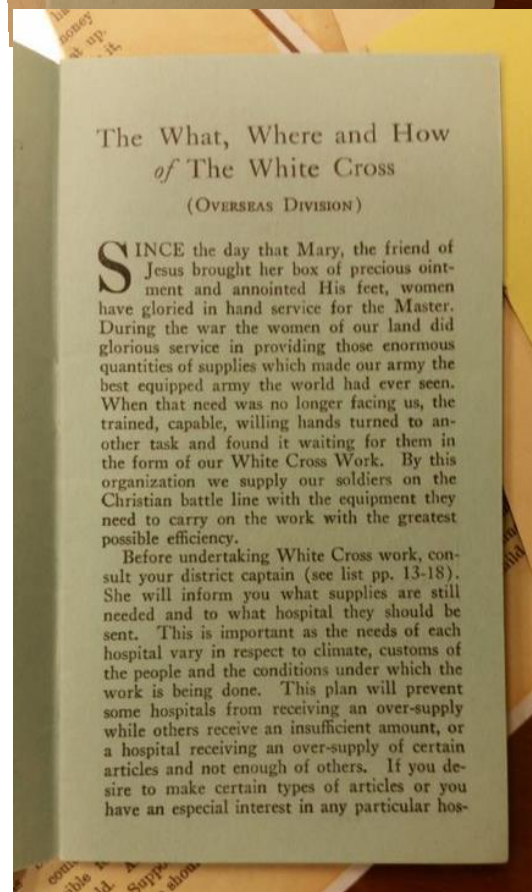 money
up.
it,
The What, Where and How
of The White Cross
(OVERSEAS DIVISION)
SINCE the day that Mary, the friend of
Jesus brought her box of precious oint-
ment and annointed His feet, women
have gloried in hand service for the Master.
During the war the women of our land did
glorious service in providing those enormous
quantities of supplies which made our army the
best equipped army the world had ever seen.
When that need was no longer facing us, the
trained, capable, willing hands turned to an-
other task and found it waiting for them in
the form of our White Cross Work. By this
organization we supply our soldiers on the
Christian battle line with the equipment they
need to carry on the work with the greatest
possible efficiency.
Before undertaking White Cross work, con-
sult your district captain (see list pp. 13-18).
She will inform you what supplies are still
needed and to what hospital they should be
sent. This is important as the needs of each
hospital vary in respect to climate, customs of
the people and the conditions under which the
work is being done. This plan will prevent
some hospitals from receiving an over-supply
while others receive an insufficient amount, or
a hospital receiving an over-supply of certain
articles and not enough of others. If you de-
sire to make certain types of articles or you
have an especial interest in any particular hos-